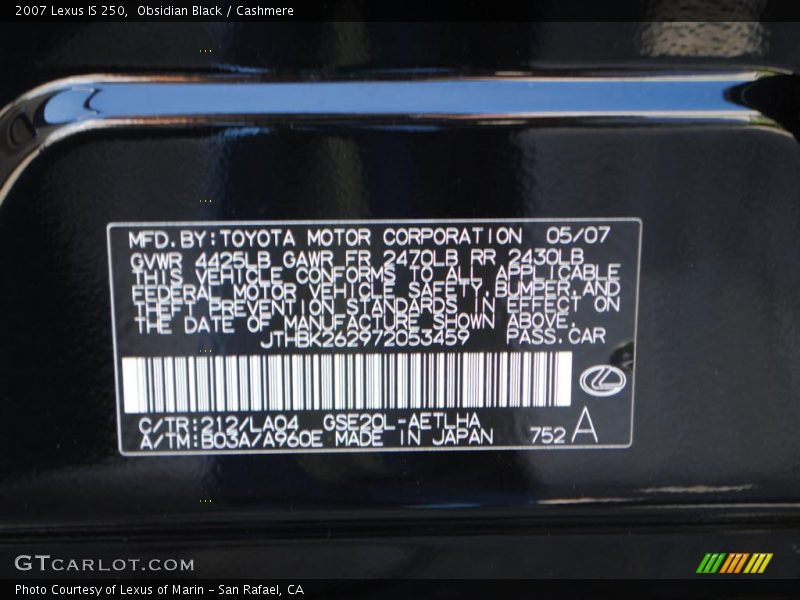 2007 Lexus IS 250,  Obsidian Black / Cashmere
MFD.BY:TOYOTA MOTOR CORPORATION 05/07
GVWR 4425LB GAWR FR 2470LB RR 2430LB
THIS VEHICLE CONFORMS TO ALL APPLICABLE
FEDERAL MOTOR VEHICLE SAFETY, BUMPER, AND
THEFT PREVENTION STANDARDS IN EFFECT ON
THE DATE OF MANUFACTURE SHOWN ABOVE.
JTHBK262972053459 PASS.CAR
C/TR:212/LA04 GSE20L-AETLHA
A/TM:B03A/A960E MADE IN JAPAN 752 A
GTCARLOT.COM
Photo Courtesy of Lexus of Marin - San Rafael, CA